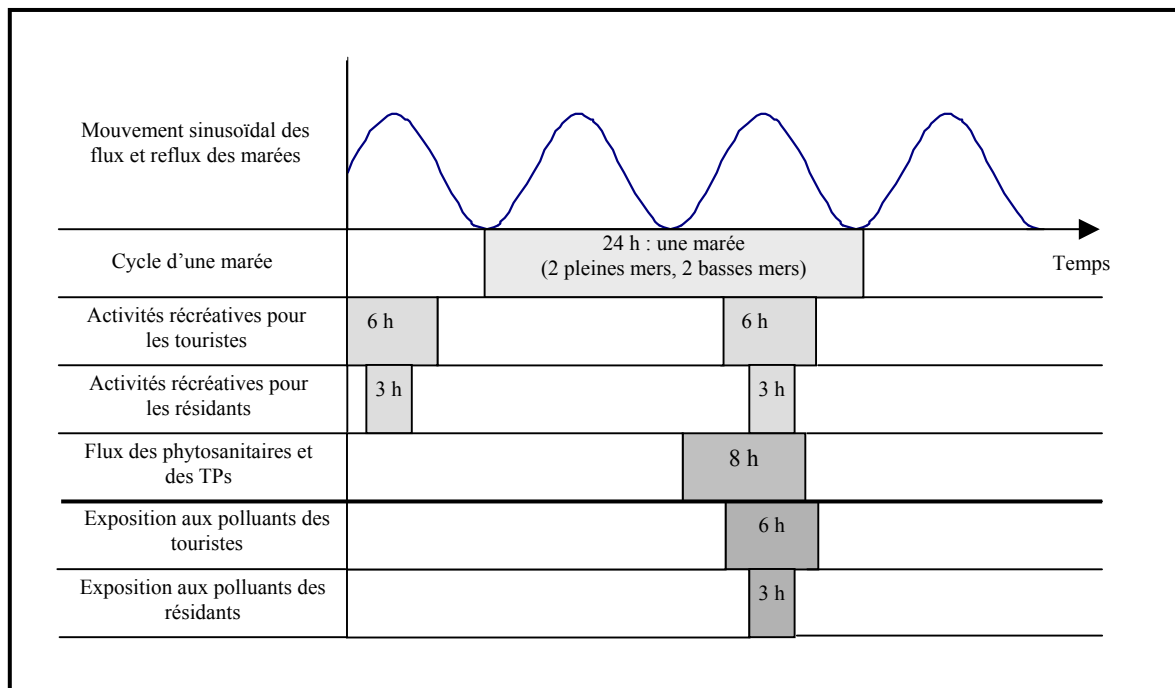 Mouvement sinusoïdal des
flux et reflux des marées
Cycle d'une marée
24 h : une marée
(2 pleines mers, 2 basses mers)
Temps
Activités récréatives pour
les touristes
6 h
6 h
Activités récréatives pour
les résidants
3 h
3 h
Flux des phytosanitaires et
des TPs
8 h
Exposition aux polluants des
touristes
6 h
Exposition aux polluants des
résidants
3 h